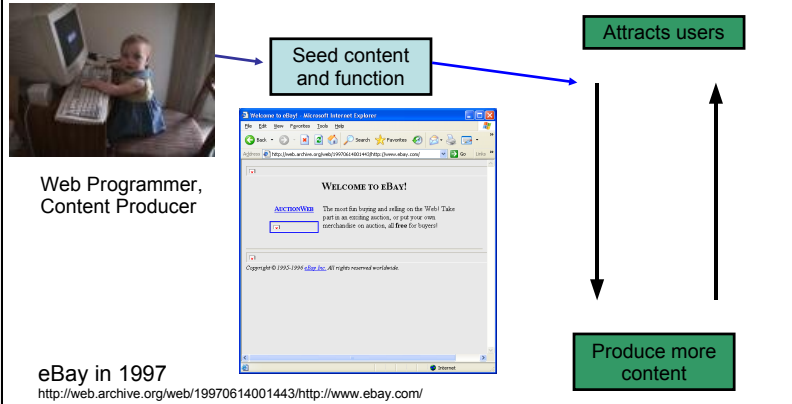 Attracts users
Seed content
and function
Web Programmer,
Content Producer
Welcome to eBay! - Microsoft Internet Explorer
File Edit View Favorites Tools Help
Back Search Favorites
Address http://web.archive.org/web/19970614001443/http://www.ebay.com/ Go Links
WELCOME TO EBAY!
AUCTIONWEB
The most fun buying and selling on the Web! Take
part in an exciting auction, or put your own
merchandise on auction, all free for buyers!
Copyright © 1995-1996 eBay Inc. All rights reserved worldwide.
Internet
Produce more
content
eBay in 1997
http://web.archive.org/web/19970614001443/http://www.ebay.com/